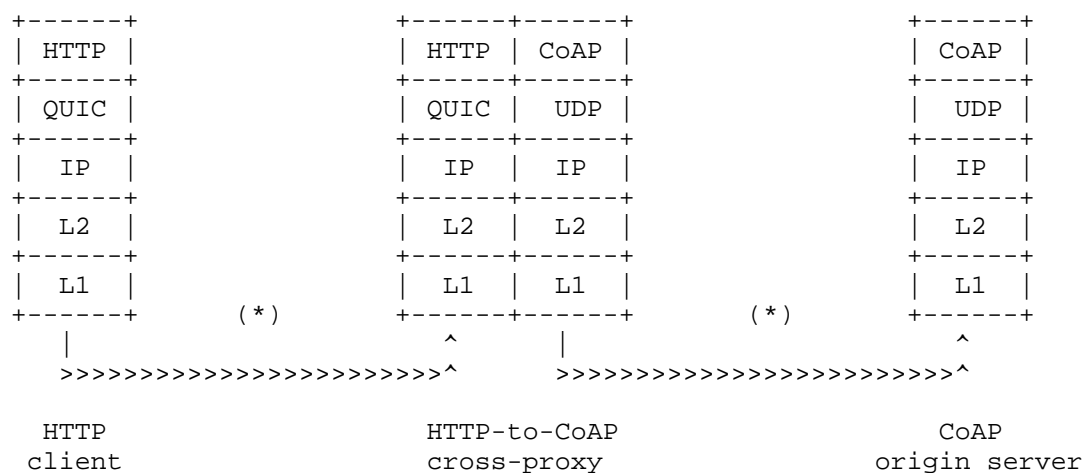 +------+                +------+------+                 +------+
| HTTP |                | HTTP | CoAP |                 | CoAP |
+------+                +------+------+                 +------+
| QUIC |                | QUIC |  UDP |                 |  UDP |
+------+                +------+------+                 +------+
|  IP  |                |  IP  |  IP  |                 |  IP  |
+------+                +------+------+                 +------+
|  L2  |                |  L2  |  L2  |                 |  L2  |
+------+                +------+------+                 +------+
|  L1  |                |  L1  |  L1  |                 |  L1  |
+------+      (*)       +------+------+       (*)       +------+
   |                       ^      |                        ^
   >>>>>>>>>>>>>>>>>>>>>>>>^      >>>>>>>>>>>>>>>>>>>>>>>>>^
  HTTP                    HTTP-to-CoAP                    CoAP
 client                   cross-proxy                 origin server